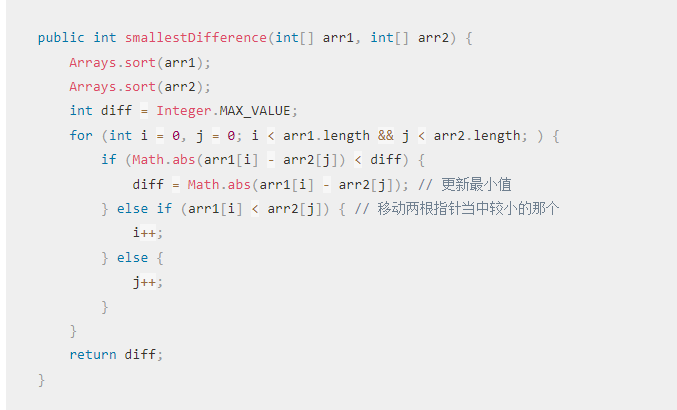 public int smallestDifference(int[] arr1, int[] arr2) {
    Arrays.sort(arr1);
    Arrays.sort(arr2);
    int diff = Integer.MAX_VALUE;
    for (int i = 0, j = 0; i < arr1.length && j < arr2.length; ) {
        if (Math.abs(arr1[i] - arr2[j]) < diff) {
            diff = Math.abs(arr1[i] - arr2[j]); // 更新最小值
        } else if (arr1[i] < arr2[j]) { // 移动两根指针当中较小的那个
            i++;
        } else {
            j++;
        }
    }
    return diff;
}